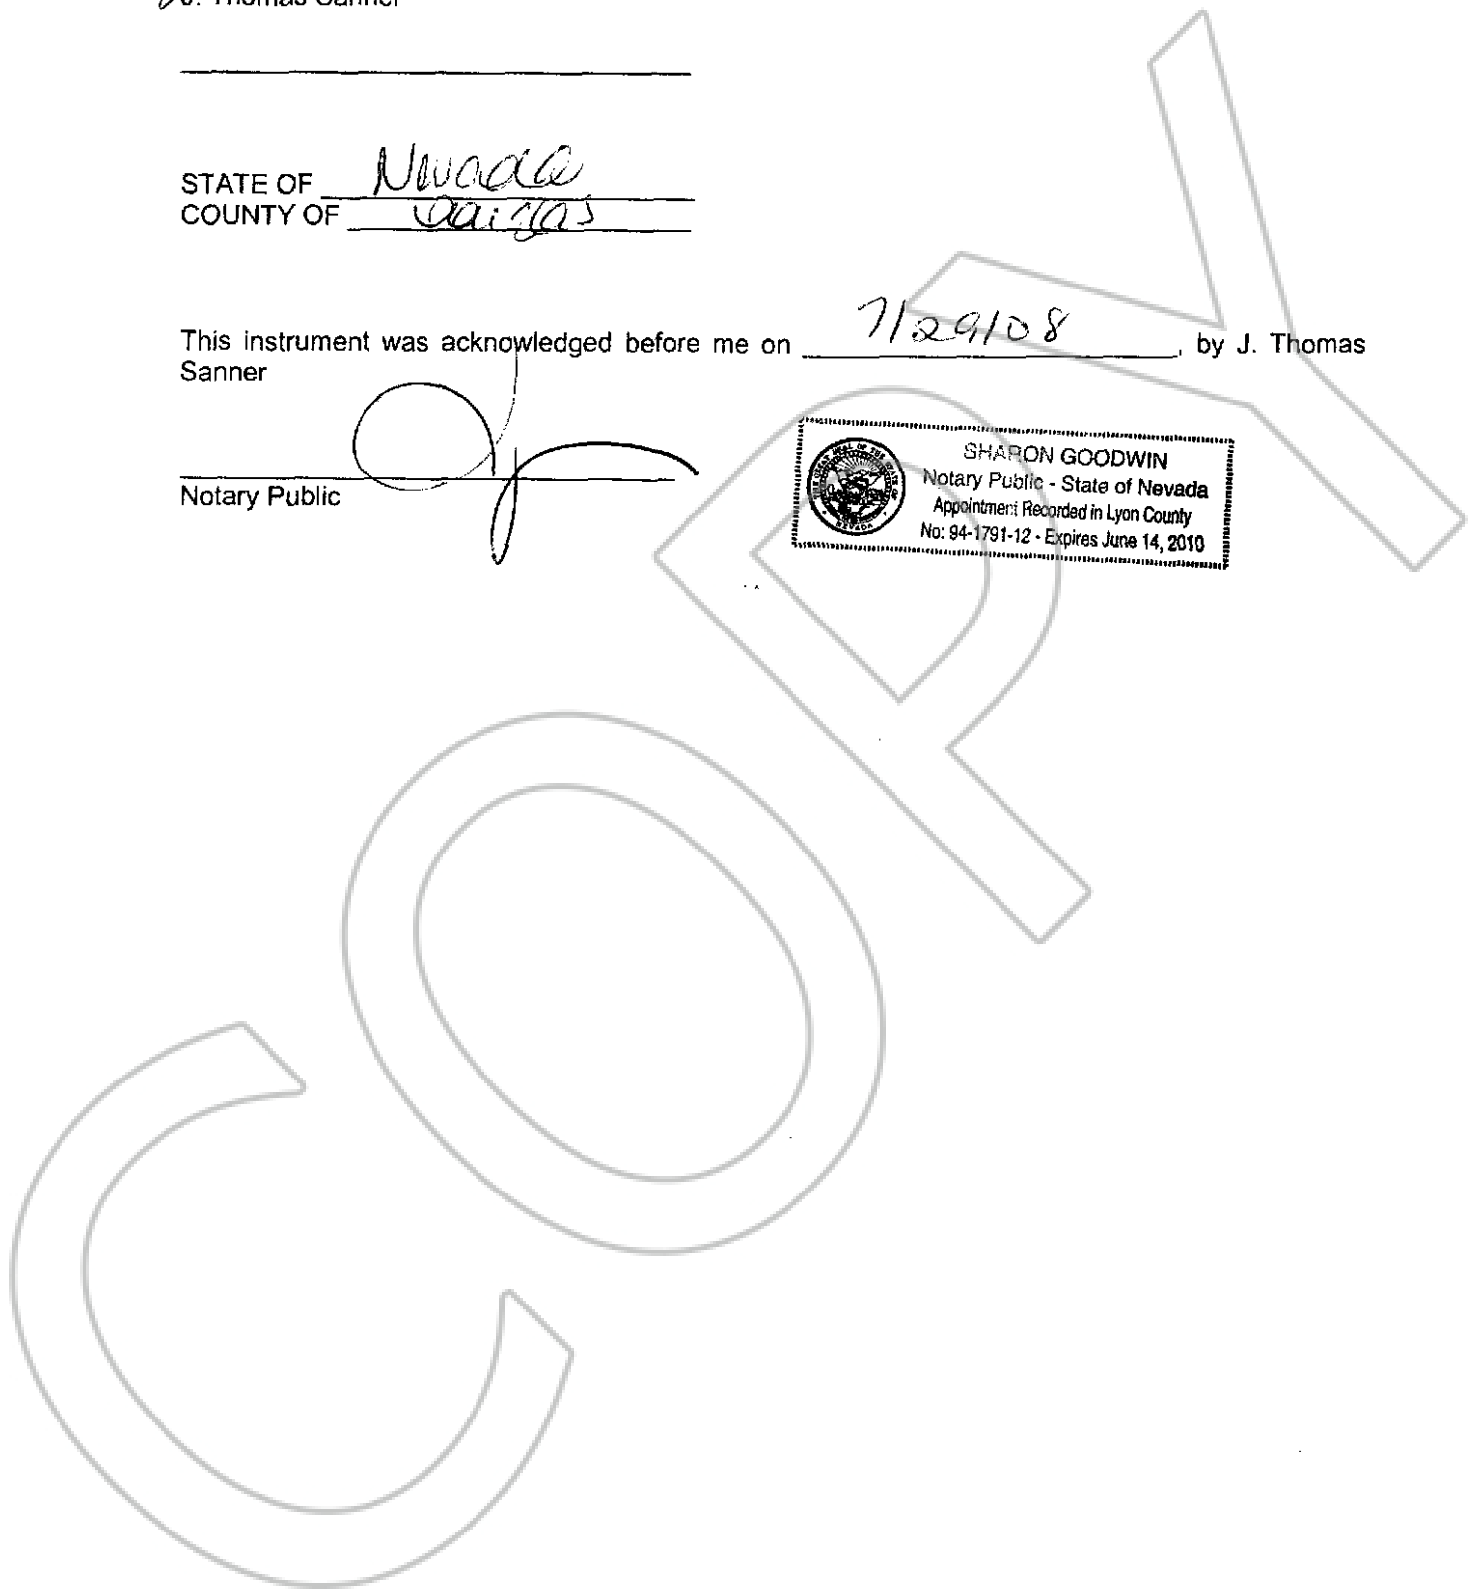 J. Thomas Sanner
STATE OF Nevada
COUNTY OF Douglas
This instrument was acknowledged before me on 7/29/08, by J. Thomas
Sanner
Notary Public
SHARON GOODWIN
Notary Public - State of Nevada
Appointment Recorded in Lyon County
No: 94-1791-12 - Expires June 14, 2010
COPY